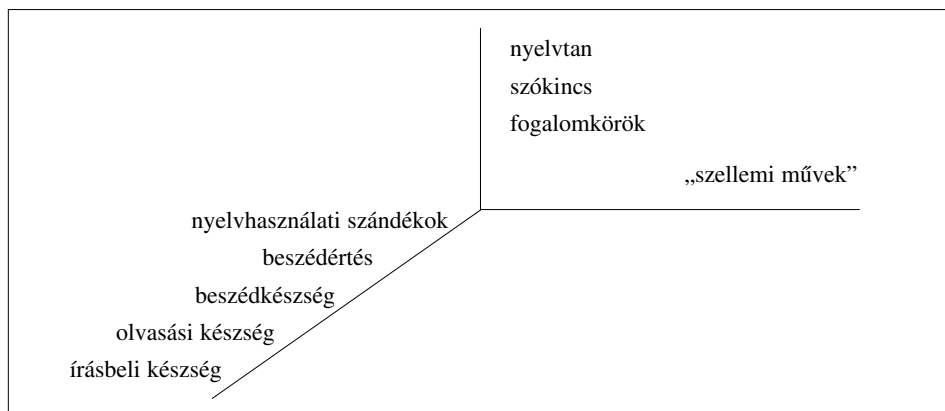 nyelvtan
szókincs
fogalomkörök
„szellemi művek”
nyelvhasználati szándékok
beszédértés
beszédkészség
olvasási készség
írásbeli készség